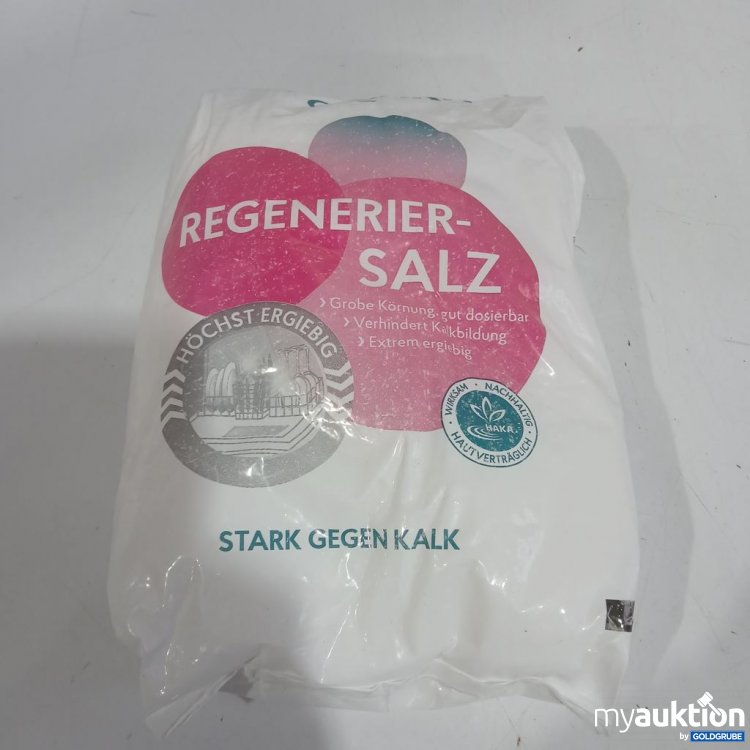 REGENERIER-
SALZ
› Grobe Körnung, gut dosierbar
› Verhindert Kalkbildung
› Extrem ergiebig
HÖCHST ERGIEBIG
WIRKSAM · NACHHALTIG
HAKA
HAUTVERTRÄGLICH
STARK GEGEN KALK
myauktion
by GOLDGRUBE